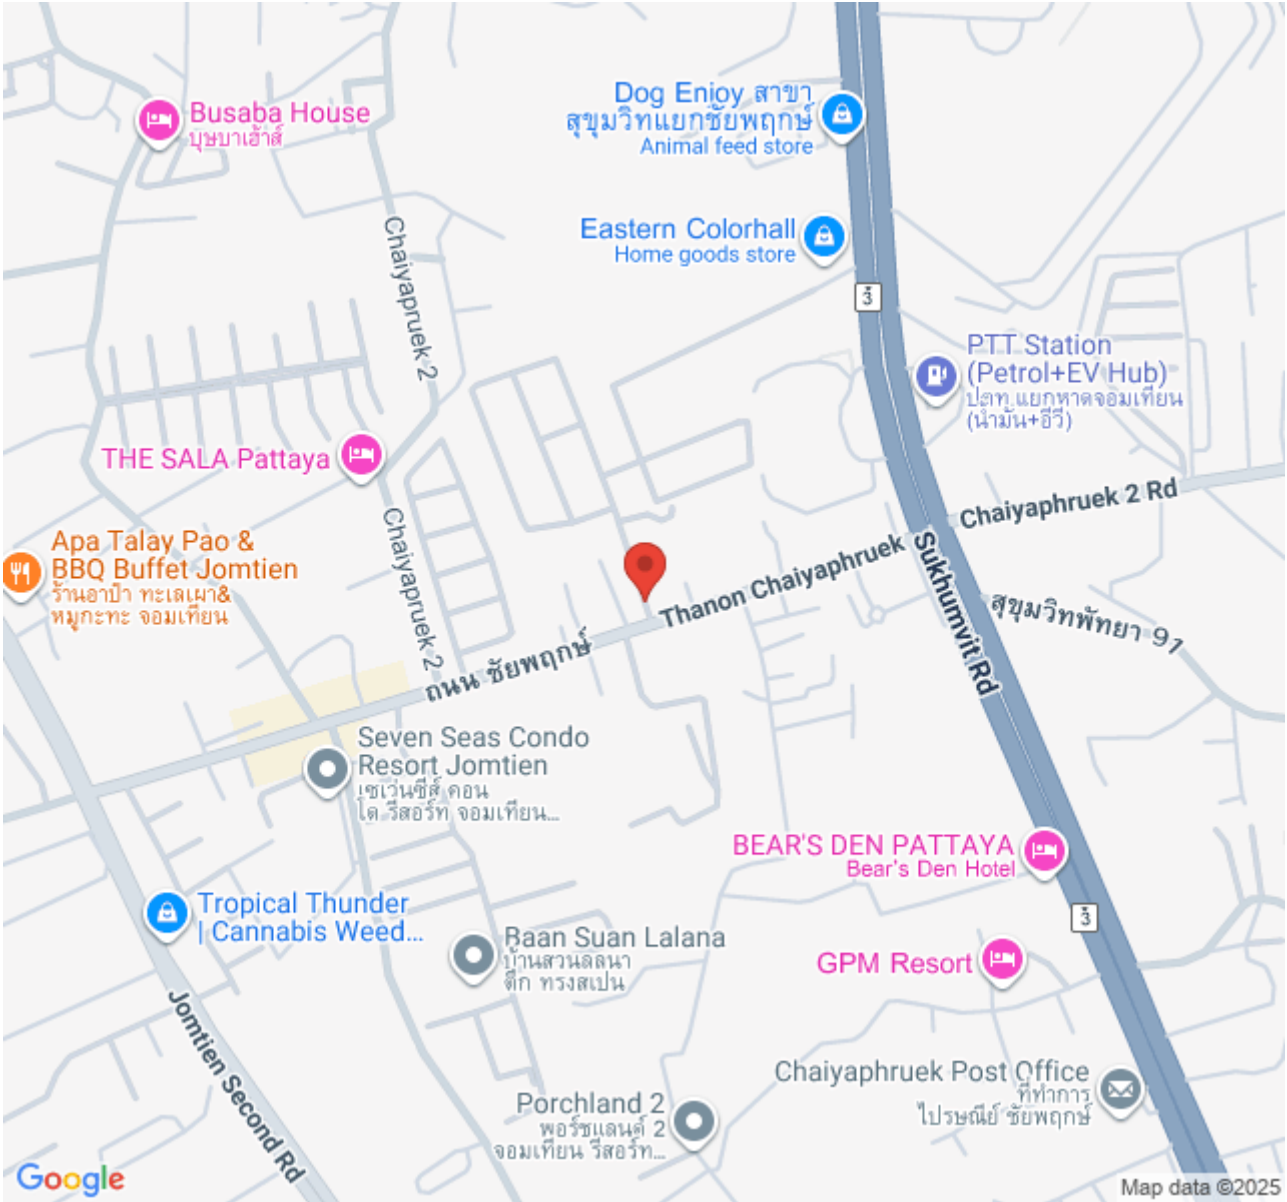 Dog Enjoy สาขา
สุขุมวิทแยกชัยพฤกษ์
Animal feed store
Busaba House
บุษบาเฮ้าส์
Eastern Colorhall
Home goods store
Chaiyapruek 2
3
PTT Station
(Petrol+EV Hub)
ปตท แยกหาดจอมเทียน
(น้ำมัน+อีวี)
THE SALA Pattaya
Chaiyaphruek 2 Rd
Apa Talay Pao &
BBQ Buffet Jomtien
ร้านอาป๋า ทะเลเผา&
หมูกะทะ จอมเทียน
Chaiyapruek 2
Thanon Chaiyaphruek
Sukhumvit Rd
สุขุมวิทพัทยา 91
ถนน ชัยพฤกษ์
Seven Seas Condo
Resort Jomtien
เซเว่นซีส์ คอน
โด รีสอร์ท จอมเทียน...
BEAR'S DEN PATTAYA
Bear's Den Hotel
Tropical Thunder
| Cannabis Weed...
3
Baan Suan Lalana
บ้านสวนลลนา
ตึก ทรงสเปน
GPM Resort
Jomtien Second Rd
Chaiyaphruek Post Office
ที่ทำการ
ไปรษณีย์ ชัยพฤกษ์
Porchland 2
พอร์ชแลนด์ 2
จอมเทียน รีสอร์ท...
Google
Map data ©2025